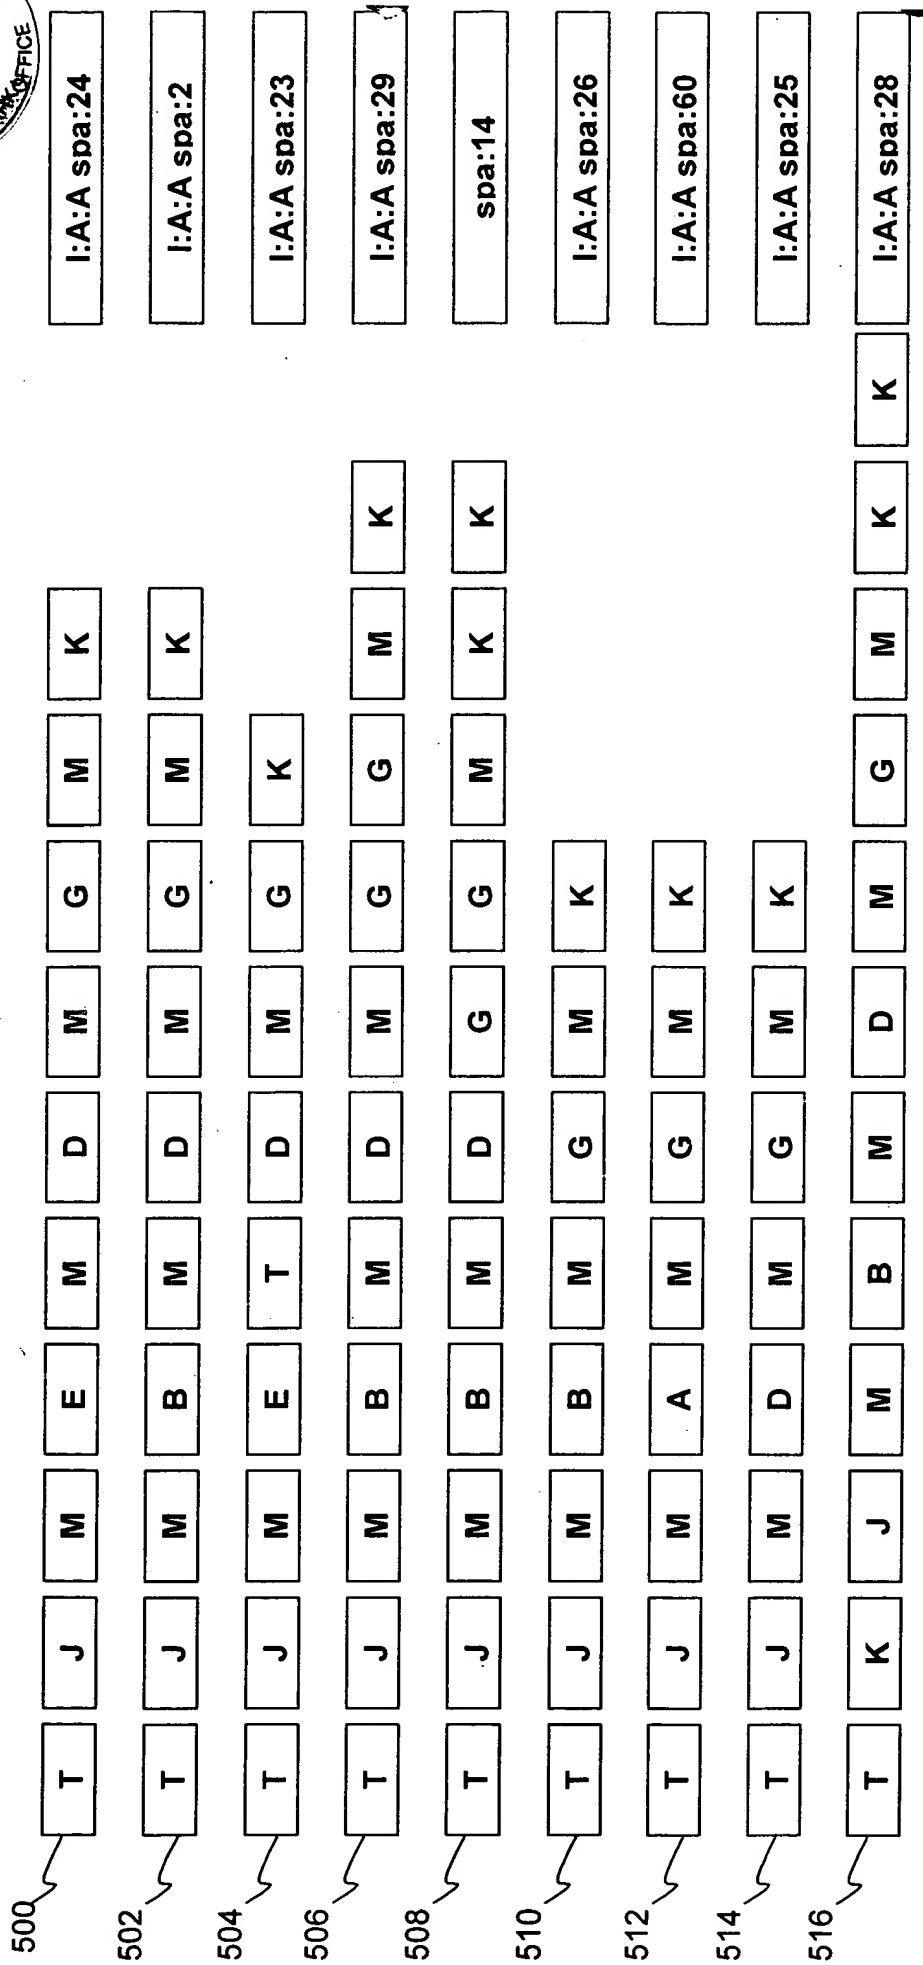 OFFICE
500 T J M E M D M G M K I:A:A spa:24
502 T J M B M D M G M K I:A:A spa:2
504 T J M E T D M G K I:A:A spa:23
506 T J M B M D M G G M K I:A:A spa:29
508 T J M B M D G G M K K spa:14
510 T J M B M G M K I:A:A spa:26
512 T J M A M G M K I:A:A spa:60
514 T J M D M G M K I:A:A spa:25
516 T K J M B M D M G M K K I:A:A spa:28